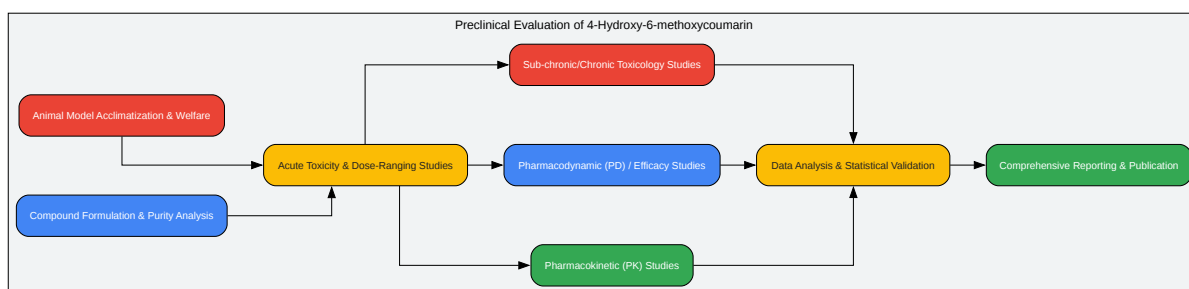 Preclinical Evaluation of 4-Hydroxy-6-methoxycoumarin
Sub-chronic/Chronic Toxicology Studies
Animal Model Acclimatization & Welfare
Acute Toxicity & Dose-Ranging Studies
Pharmacodynamic (PD) / Efficacy Studies
Data Analysis & Statistical Validation
Comprehensive Reporting & Publication
Compound Formulation & Purity Analysis
Pharmacokinetic (PK) Studies